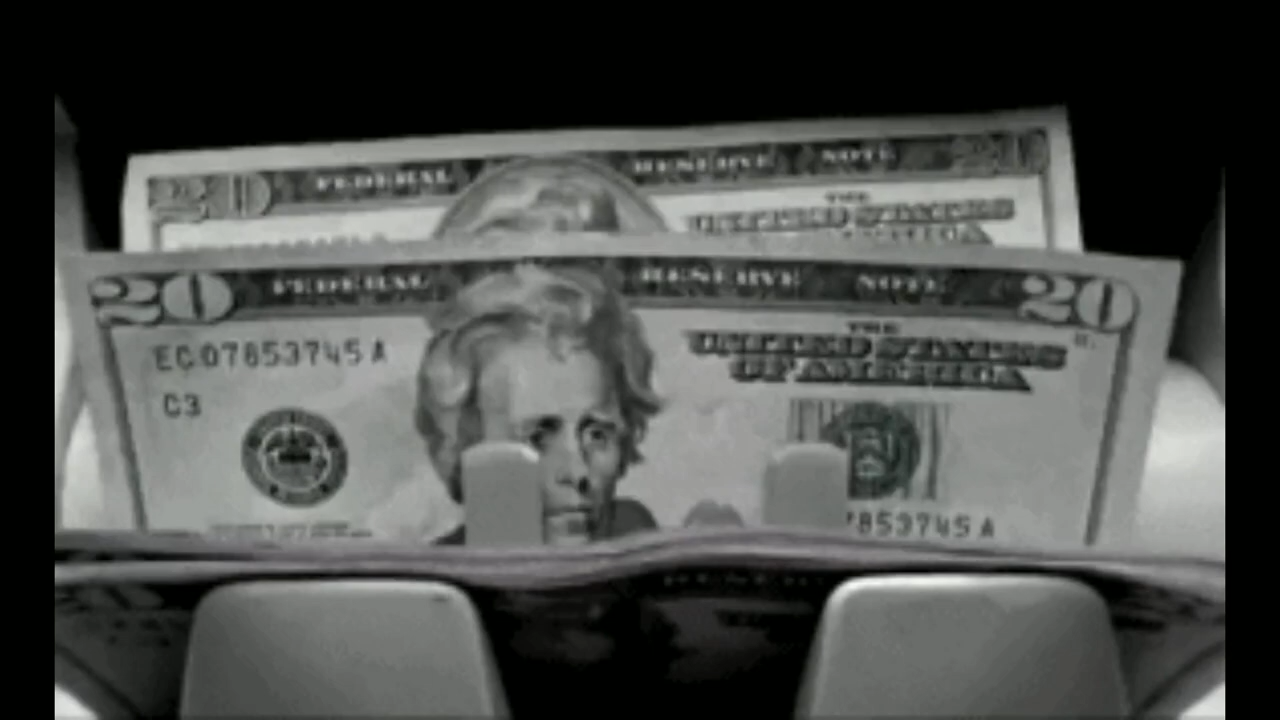 20 FEDERAL RESERVE NOTE 20
THE
UNITED STATES
OF AMERICA
20 FEDERAL RESERVE NOTE 20
THE
UNITED STATES
OF AMERICA
EC07853745A
C3
7853745A